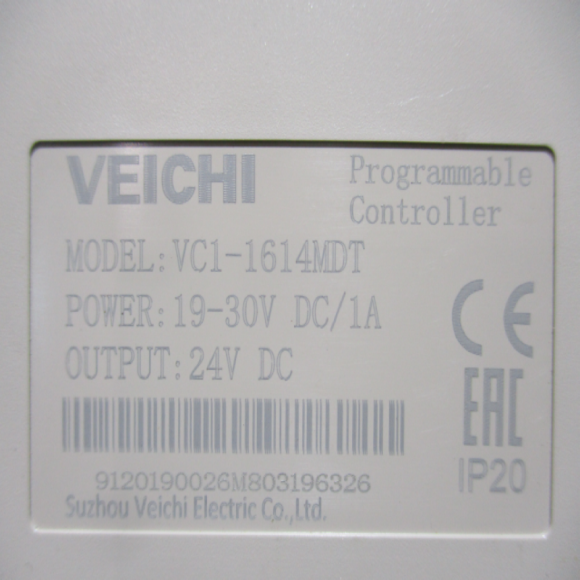 VEICHI
Programmable
Controller
MODEL:VC1-1614MDT
POWER:19-30V DC/1A
OUTPUT:24V DC
CE
EAC
IP20
9120190026M803196326
Suzhou Veichi Electric Co.,Ltd.